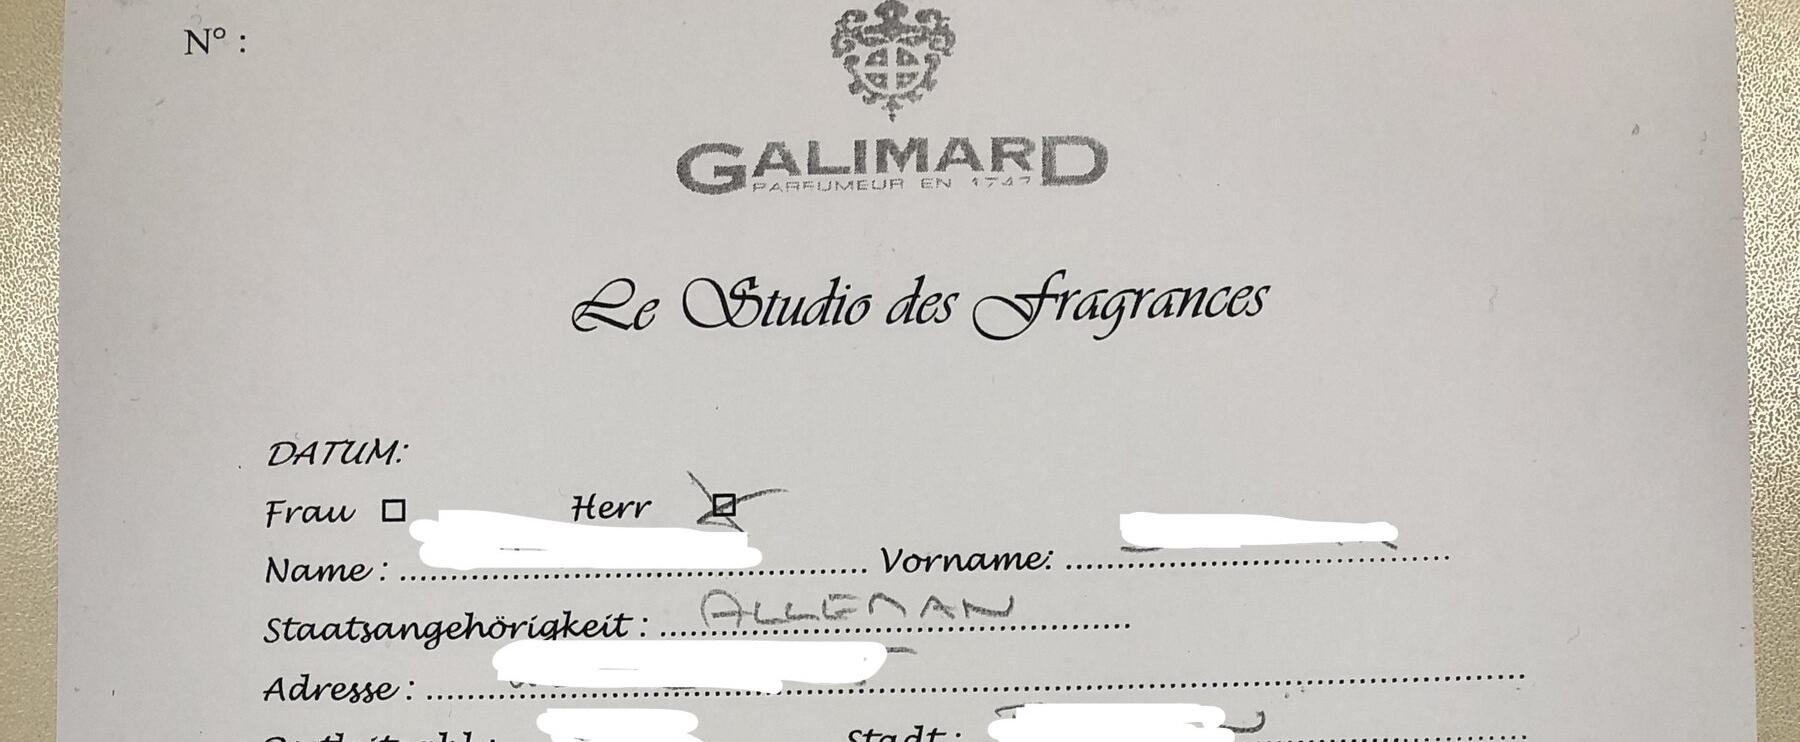 N° :
GALIMARD
PARFUMEUR EN 1747
Le Studio des Fragrances
DATUM:
Frau Herr
Name : Vorname:
Staatsangehörigkeit : ALLEMAN
Adresse :
Stadt :